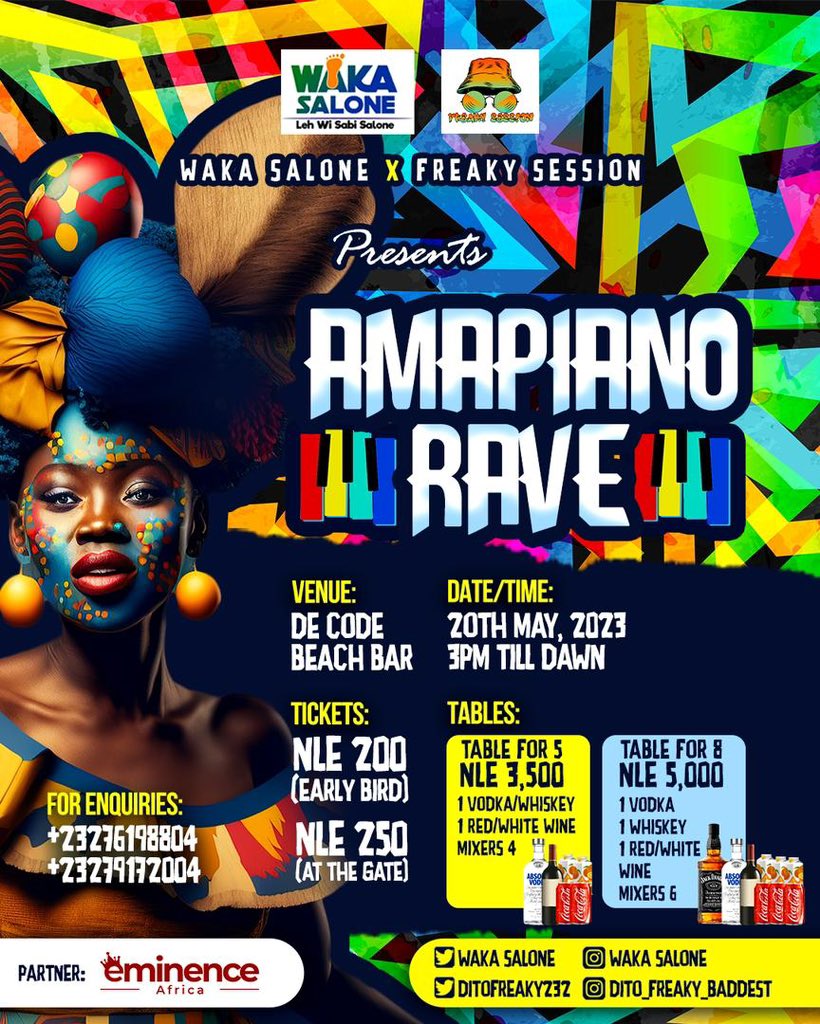 WAKA
SALONE
Leh Wi Sabi Salone
FREAKY SESSION
WAKA SALONE X FREAKY SESSION
Presents
AMAPIANO
RAVE
VENUE:
DE CODE
BEACH BAR
DATE/TIME:
20TH MAY, 2023
3PM TILL DAWN
TICKETS:
NLE 200
(EARLY BIRD)
NLE 250
(AT THE GATE)
TABLES:
TABLE FOR 5
NLE 3,500
1 VODKA/WHISKEY
1 RED/WHITE WINE
MIXERS 4
TABLE FOR 8
NLE 5,000
1 VODKA
1 WHISKEY
1 RED/WHITE
WINE
MIXERS 6
FOR ENQUIRIES:
+23276198804
+23279172004
PARTNER:
eminence
Africa
WAKA SALONE
WAKA SALONE
DITOFREAKY232
DITO_FREAKY_BADDEST